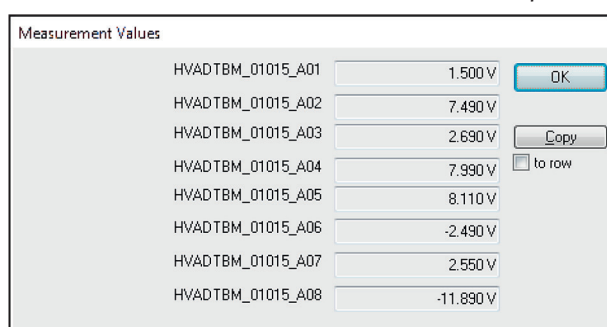 Measurement Values
HVADTBM_01015_A01 1.500 V OK
HVADTBM_01015_A02 7.490 V
HVADTBM_01015_A03 2.690 V Copy
HVADTBM_01015_A04 7.990 V to row
HVADTBM_01015_A05 8.110 V
HVADTBM_01015_A06 -2.490 V
HVADTBM_01015_A07 2.550 V
HVADTBM_01015_A08 -11.890 V